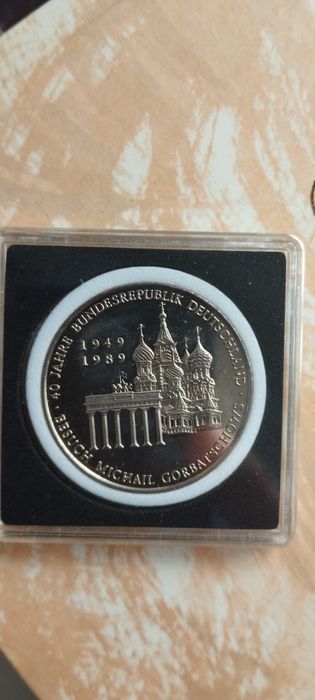 · 40 JAHRE BUNDESREPUBLIK DEUTSCHLAND ·
1949
1989
BESUCH MICHAIL GORBATSCHOWS